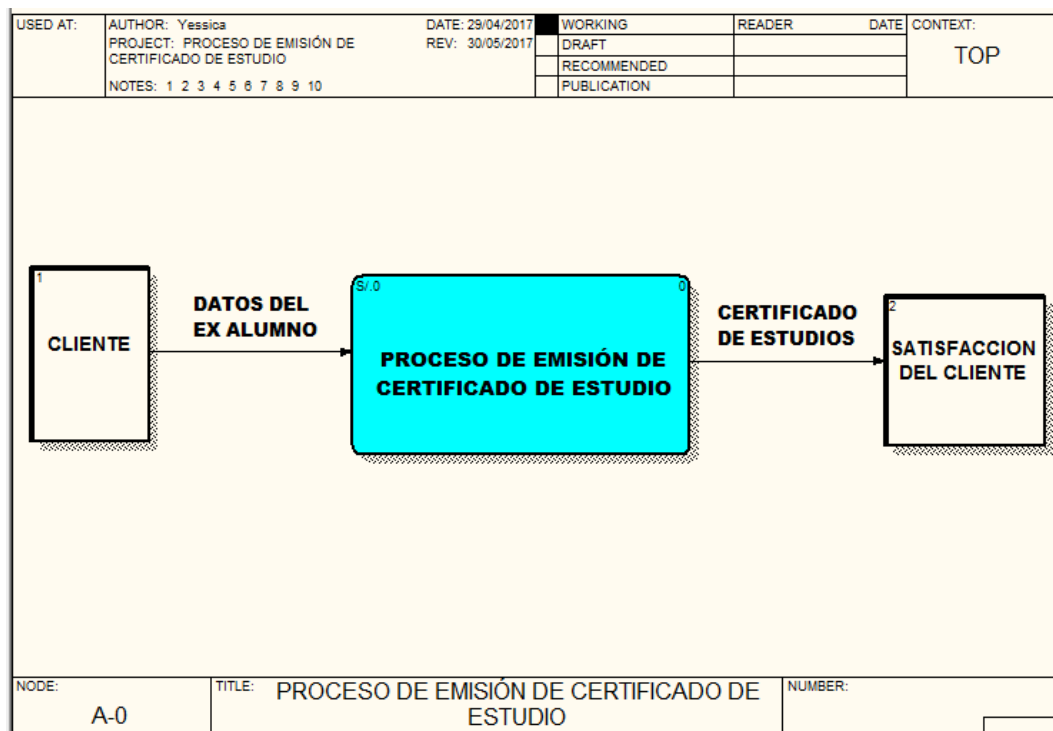 USED AT:
AUTHOR: Yessica
DATE: 29/04/2017
WORKING
READER
DATE
CONTEXT:
PROJECT: PROCESO DE EMISIÓN DE
CERTIFICADO DE ESTUDIO
REV: 30/05/2017
DRAFT
TOP
RECOMMENDED
NOTES: 1 2 3 4 5 6 7 8 9 10
PUBLICATION
1
CLIENTE
DATOS DEL
EX ALUMNO
S/.0
0
PROCESO DE EMISIÓN DE
CERTIFICADO DE ESTUDIO
CERTIFICADO
DE ESTUDIOS
2
SATISFACCION
DEL CLIENTE
NODE:
A-0
TITLE:
PROCESO DE EMISIÓN DE CERTIFICADO DE
ESTUDIO
NUMBER: